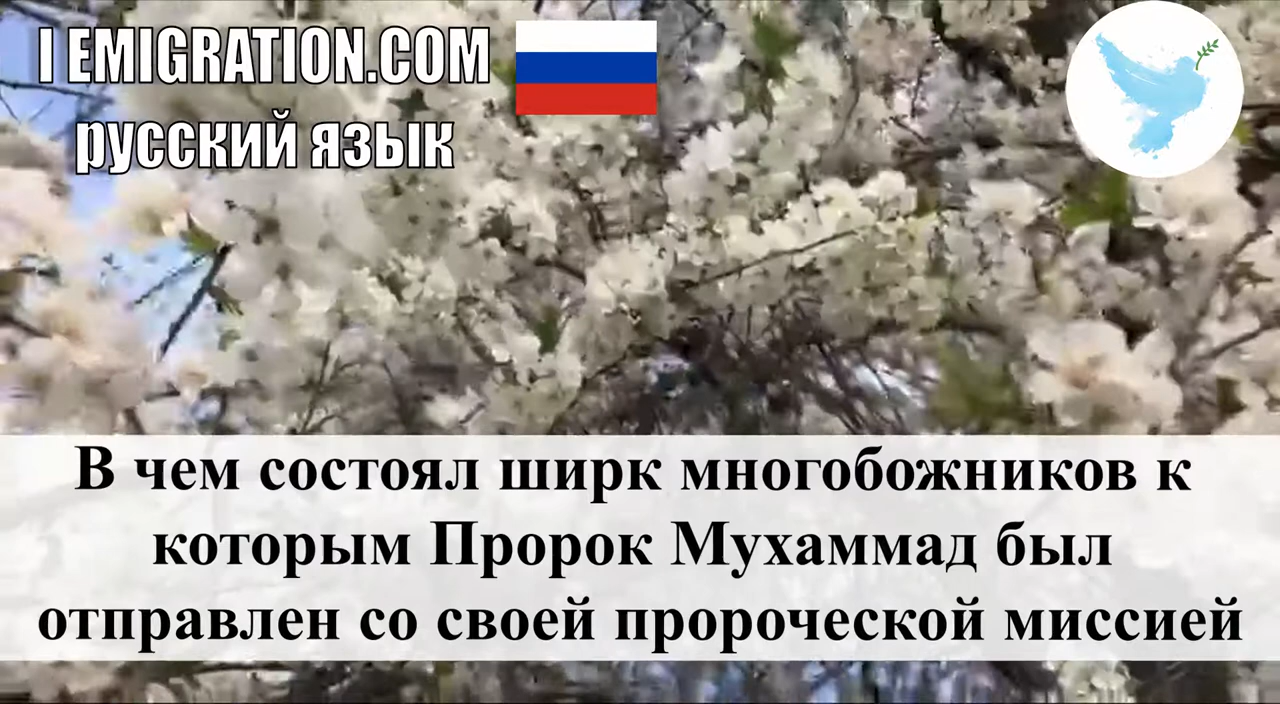 I EMIGRATION.COM
русский язык
В чем состоял ширк многобожников к
которым Пророк Мухаммад был
отправлен со своей пророческой миссией